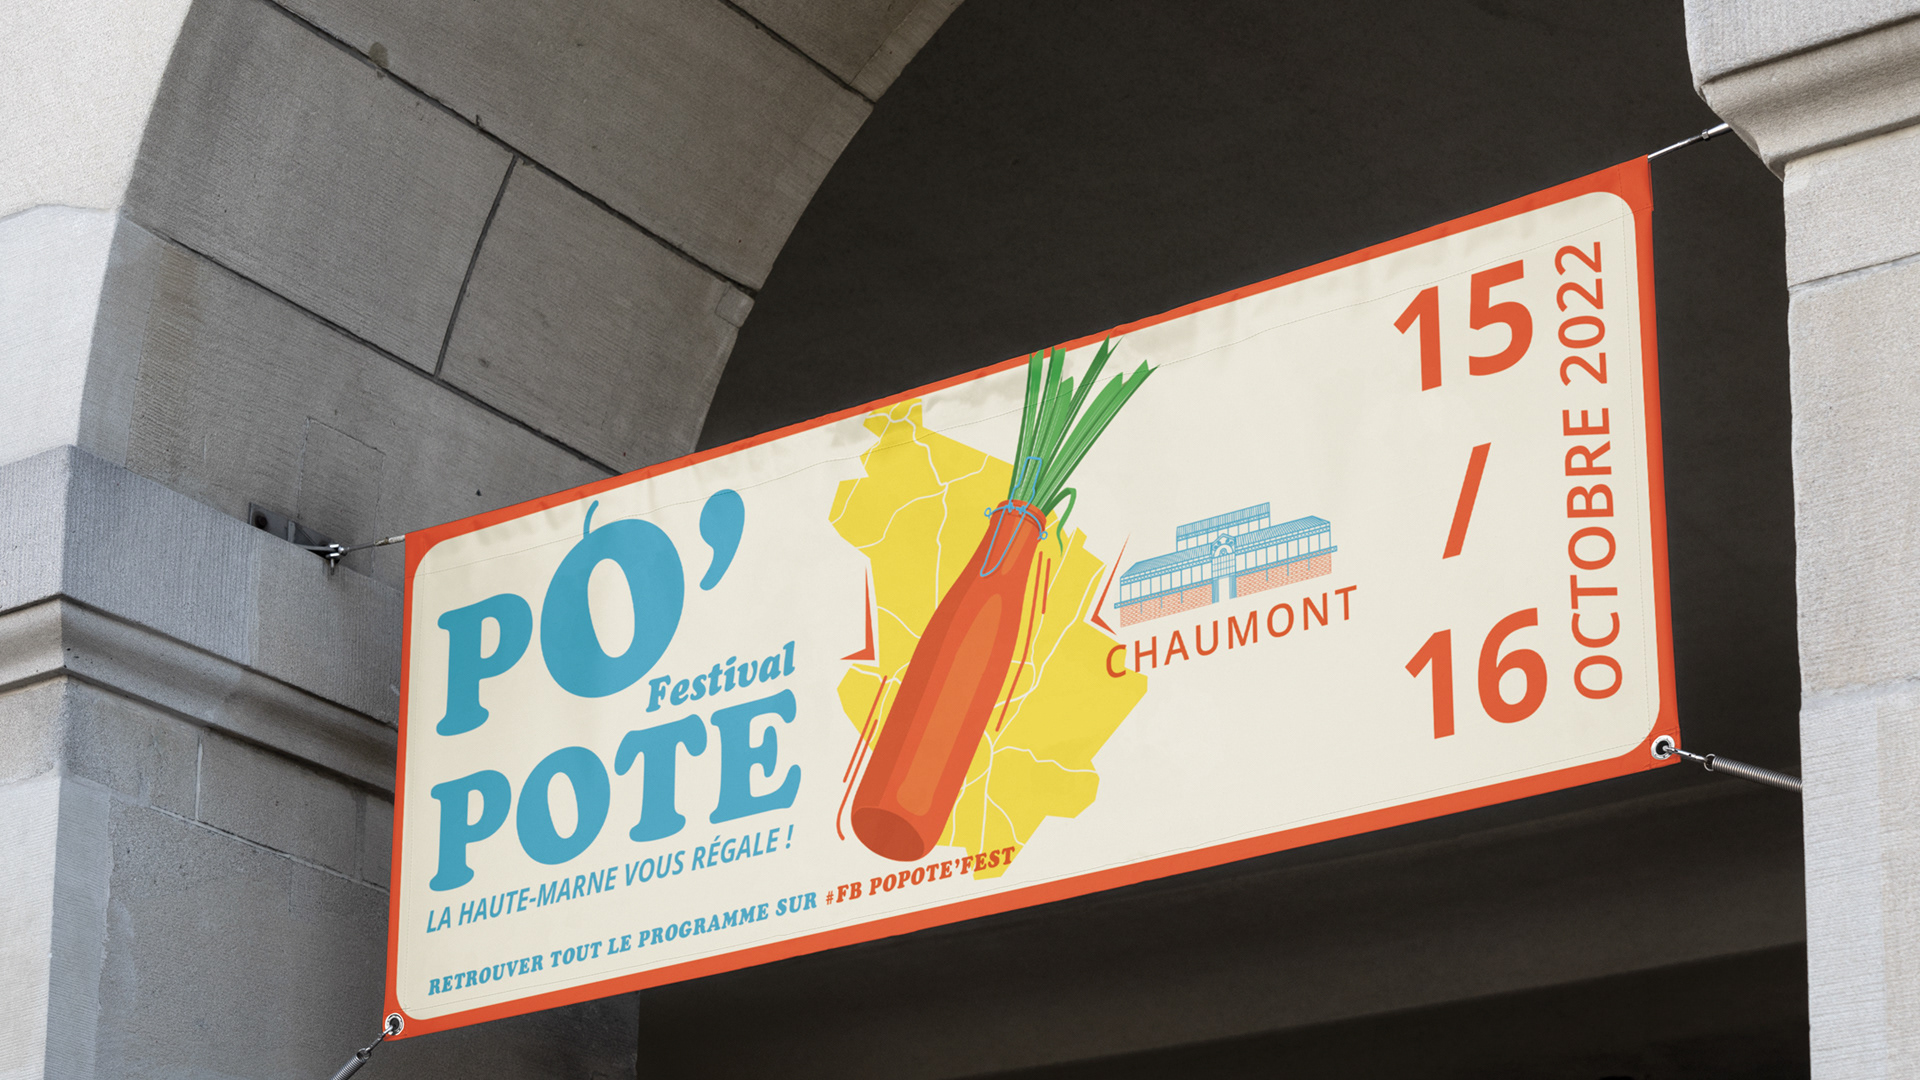 PO'
Festival
POTE
LA HAUTE-MARNE VOUS RÉGALE !
RETROUVER TOUT LE PROGRAMME SUR #FB POPOTE'FEST
CHAUMONT
15
/
16
OCTOBRE 2022